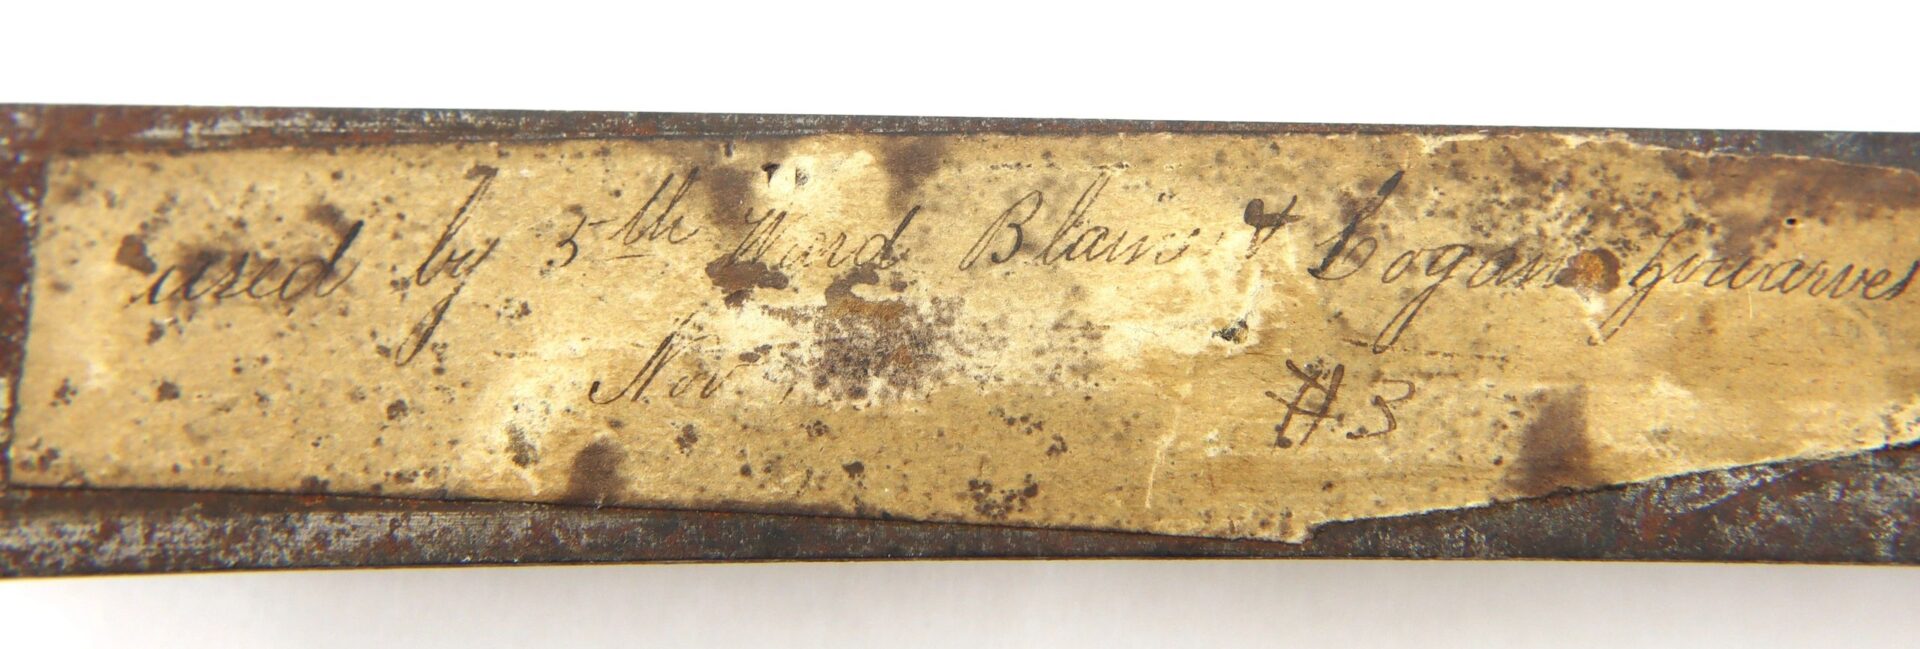 used by 5th Ward Blaine & Logan
Nov
#3